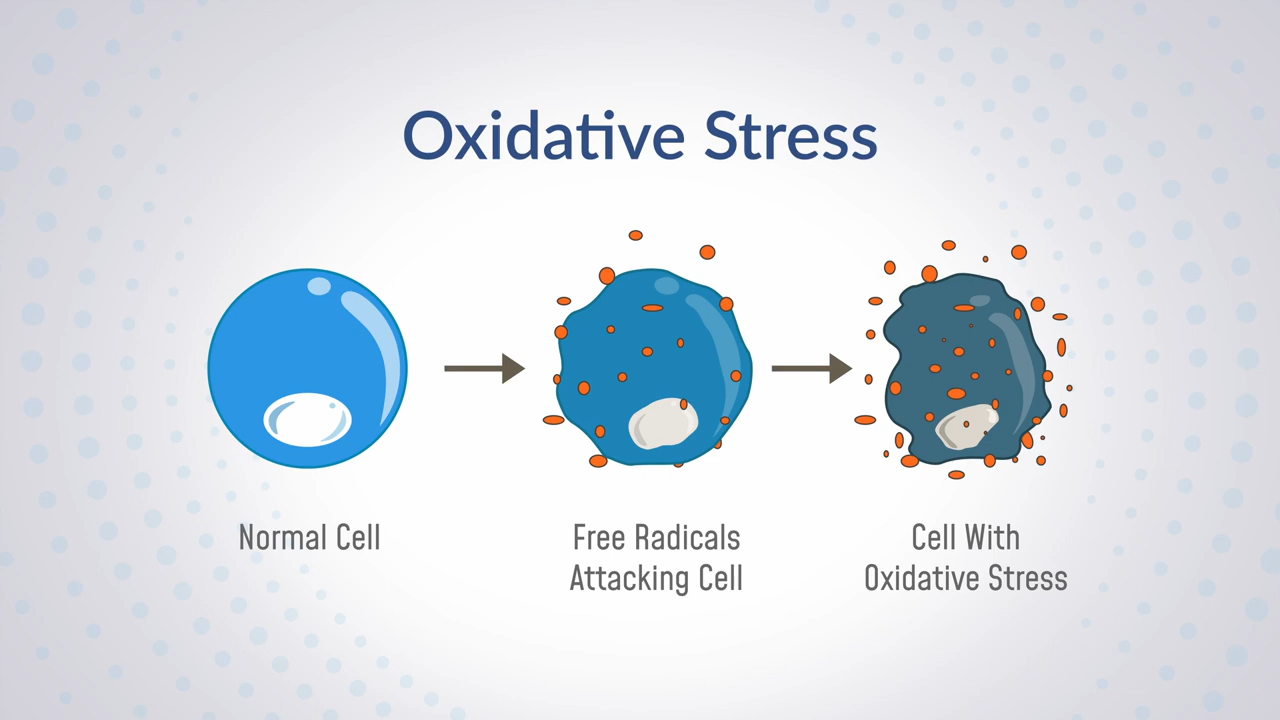 Oxidative Stress
Normal Cell
Free Radicals
Attacking Cell
Cell With
Oxidative Stress